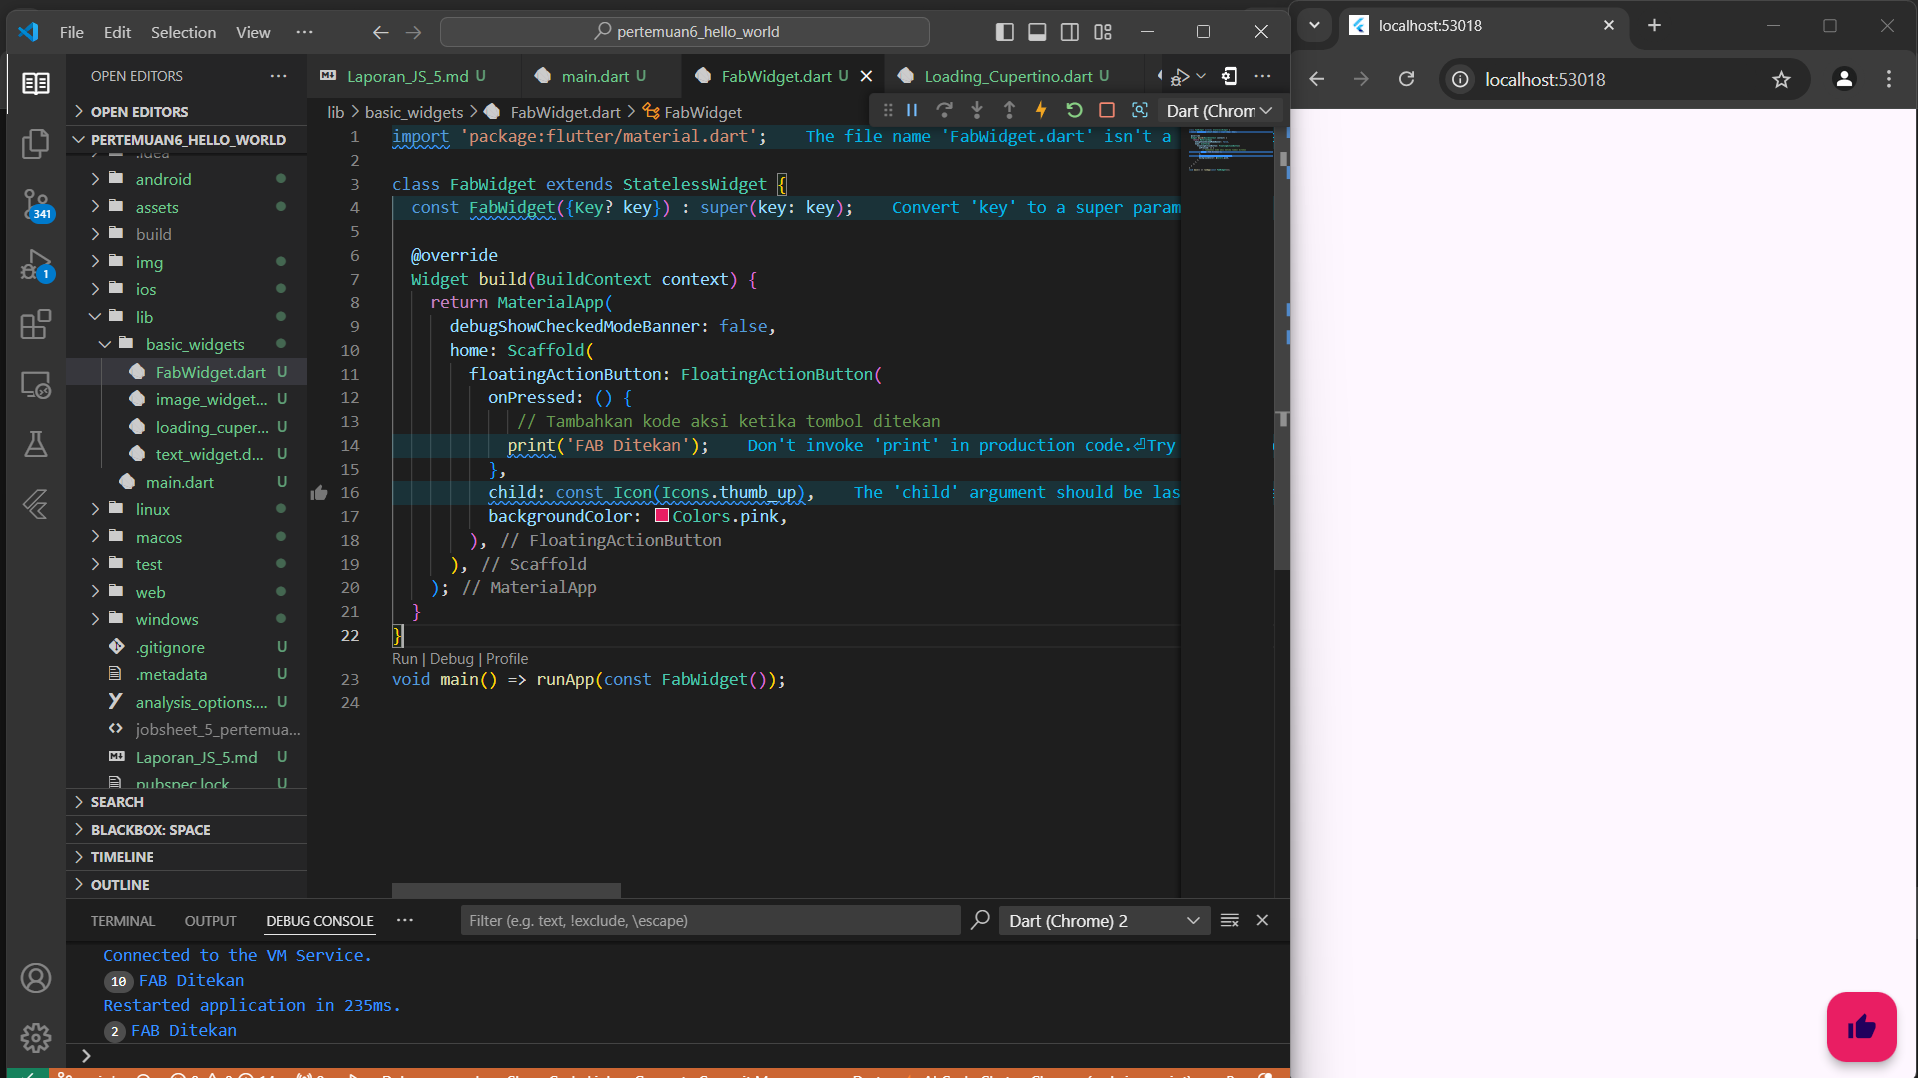 File Edit Selection View ... pertemuan6_hello_world
localhost:53018
localhost:53018
OPEN EDITORS
OPEN EDITORS
PERTEMUAN6_HELLO_WORLD
.idea
android
assets
build
img
ios
lib
basic_widgets
FabWidget.dart U
image_widget... U
loading_cuper... U
text_widget.d... U
main.dart U
linux
macos
test
web
windows
.gitignore U
.metadata U
analysis_options.... U
jobsheet_5_pertemua...
Laporan_JS_5.md U
pubspec.lock U
SEARCH
BLACKBOX: SPACE
TIMELINE
OUTLINE
341
1
Laporan_JS_5.md U main.dart U FabWidget.dart U Loading_Cupertino.dart U
lib > basic_widgets > FabWidget.dart > FabWidget
Dart (Chrom
1 import 'package:flutter/material.dart'; The file name 'FabWidget.dart' isn't a
2
3 class FabWidget extends StatelessWidget {
4 const FabWidget({Key? key}) : super(key: key); Convert 'key' to a super param
5
6 @override
7 Widget build(BuildContext context) {
8 return MaterialApp(
9 debugShowCheckedModeBanner: false,
10 home: Scaffold(
11 floatingActionButton: FloatingActionButton(
12 onPressed: () {
13 // Tambahkan kode aksi ketika tombol ditekan
14 print('FAB Ditekan'); Don't invoke 'print' in production code.⏎Try
15 },
16 child: const Icon(Icons.thumb_up), The 'child' argument should be las
17 backgroundColor: Colors.pink,
18 ), // FloatingActionButton
19 ), // Scaffold
20 ); // MaterialApp
21 }
22 }
Run | Debug | Profile
23 void main() => runApp(const FabWidget());
24
TERMINAL OUTPUT DEBUG CONSOLE ... Filter (e.g. text, !exclude, \escape) Dart (Chrome) 2
Connected to the VM Service.
10 FAB Ditekan
Restarted application in 235ms.
2 FAB Ditekan